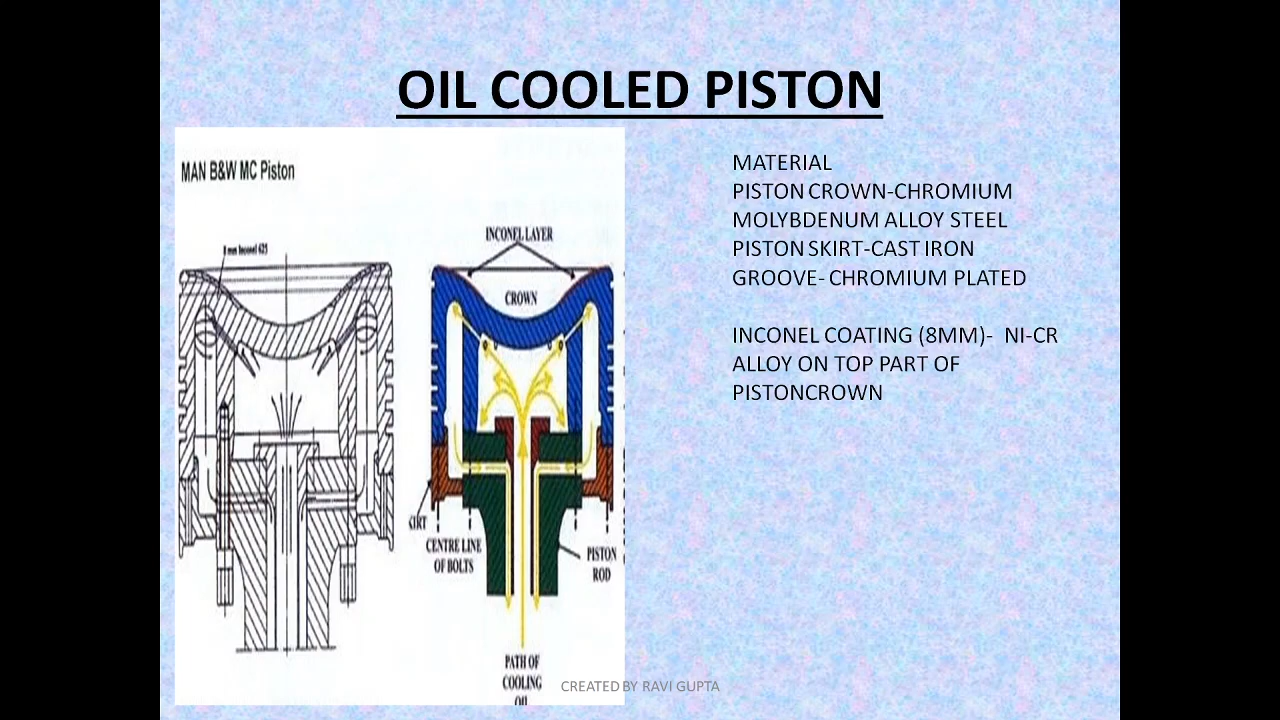 OIL COOLED PISTON
MAN B&W MC Piston
8 mm Inconel 625
INCONEL LAYER
CROWN
KIRT
CENTRE LINE
OF BOLTS
PISTON
ROD
PATH OF
COOLING
OIL
MATERIAL
PISTON CROWN-CHROMIUM
MOLYBDENUM ALLOY STEEL
PISTON SKIRT-CAST IRON
GROOVE- CHROMIUM PLATED
INCONEL COATING (8MM)- NI-CR
ALLOY ON TOP PART OF
PISTONCROWN
CREATED BY RAVI GUPTA